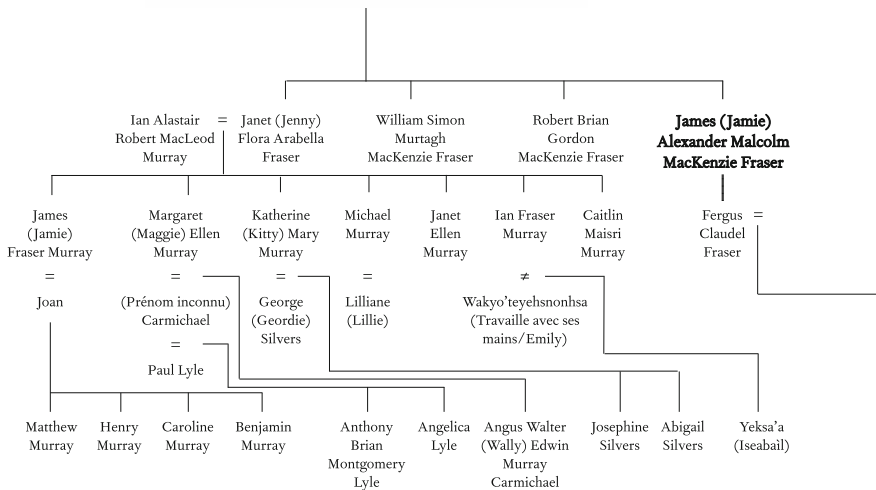 Ian Alastair
Robert MacLeod
Murray
=
Janet (Jenny)
Flora Arabella
Fraser
William Simon
Murtagh
MacKenzie Fraser
Robert Brian
Gordon
MacKenzie Fraser
James (Jamie)
Alexander Malcolm
MacKenzie Fraser
James
(Jamie)
Fraser Murray
Margaret
(Maggie) Ellen
Murray
Katherine
(Kitty) Mary
Murray
Michael
Murray
Janet
Ellen
Murray
Ian Fraser
Murray
Caitlin
Maisri
Murray
Fergus =
Claudel
Fraser
=
Joan
=
(Prénom inconnu)
Carmichael
=
Paul Lyle
=
George
(Geordie)
Silvers
=
Lilliane
(Lillie)
≠
Wakyo’teyehsnonhsa
(Travaille avec ses
mains/Emily)
Matthew
Murray
Henry
Murray
Caroline
Murray
Benjamin
Murray
Anthony
Brian
Montgomery
Lyle
Angelica
Lyle
Angus Walter
(Wally) Edwin
Murray
Carmichael
Josephine
Silvers
Abigail
Silvers
Yeksa’a
(Iseabaìl)